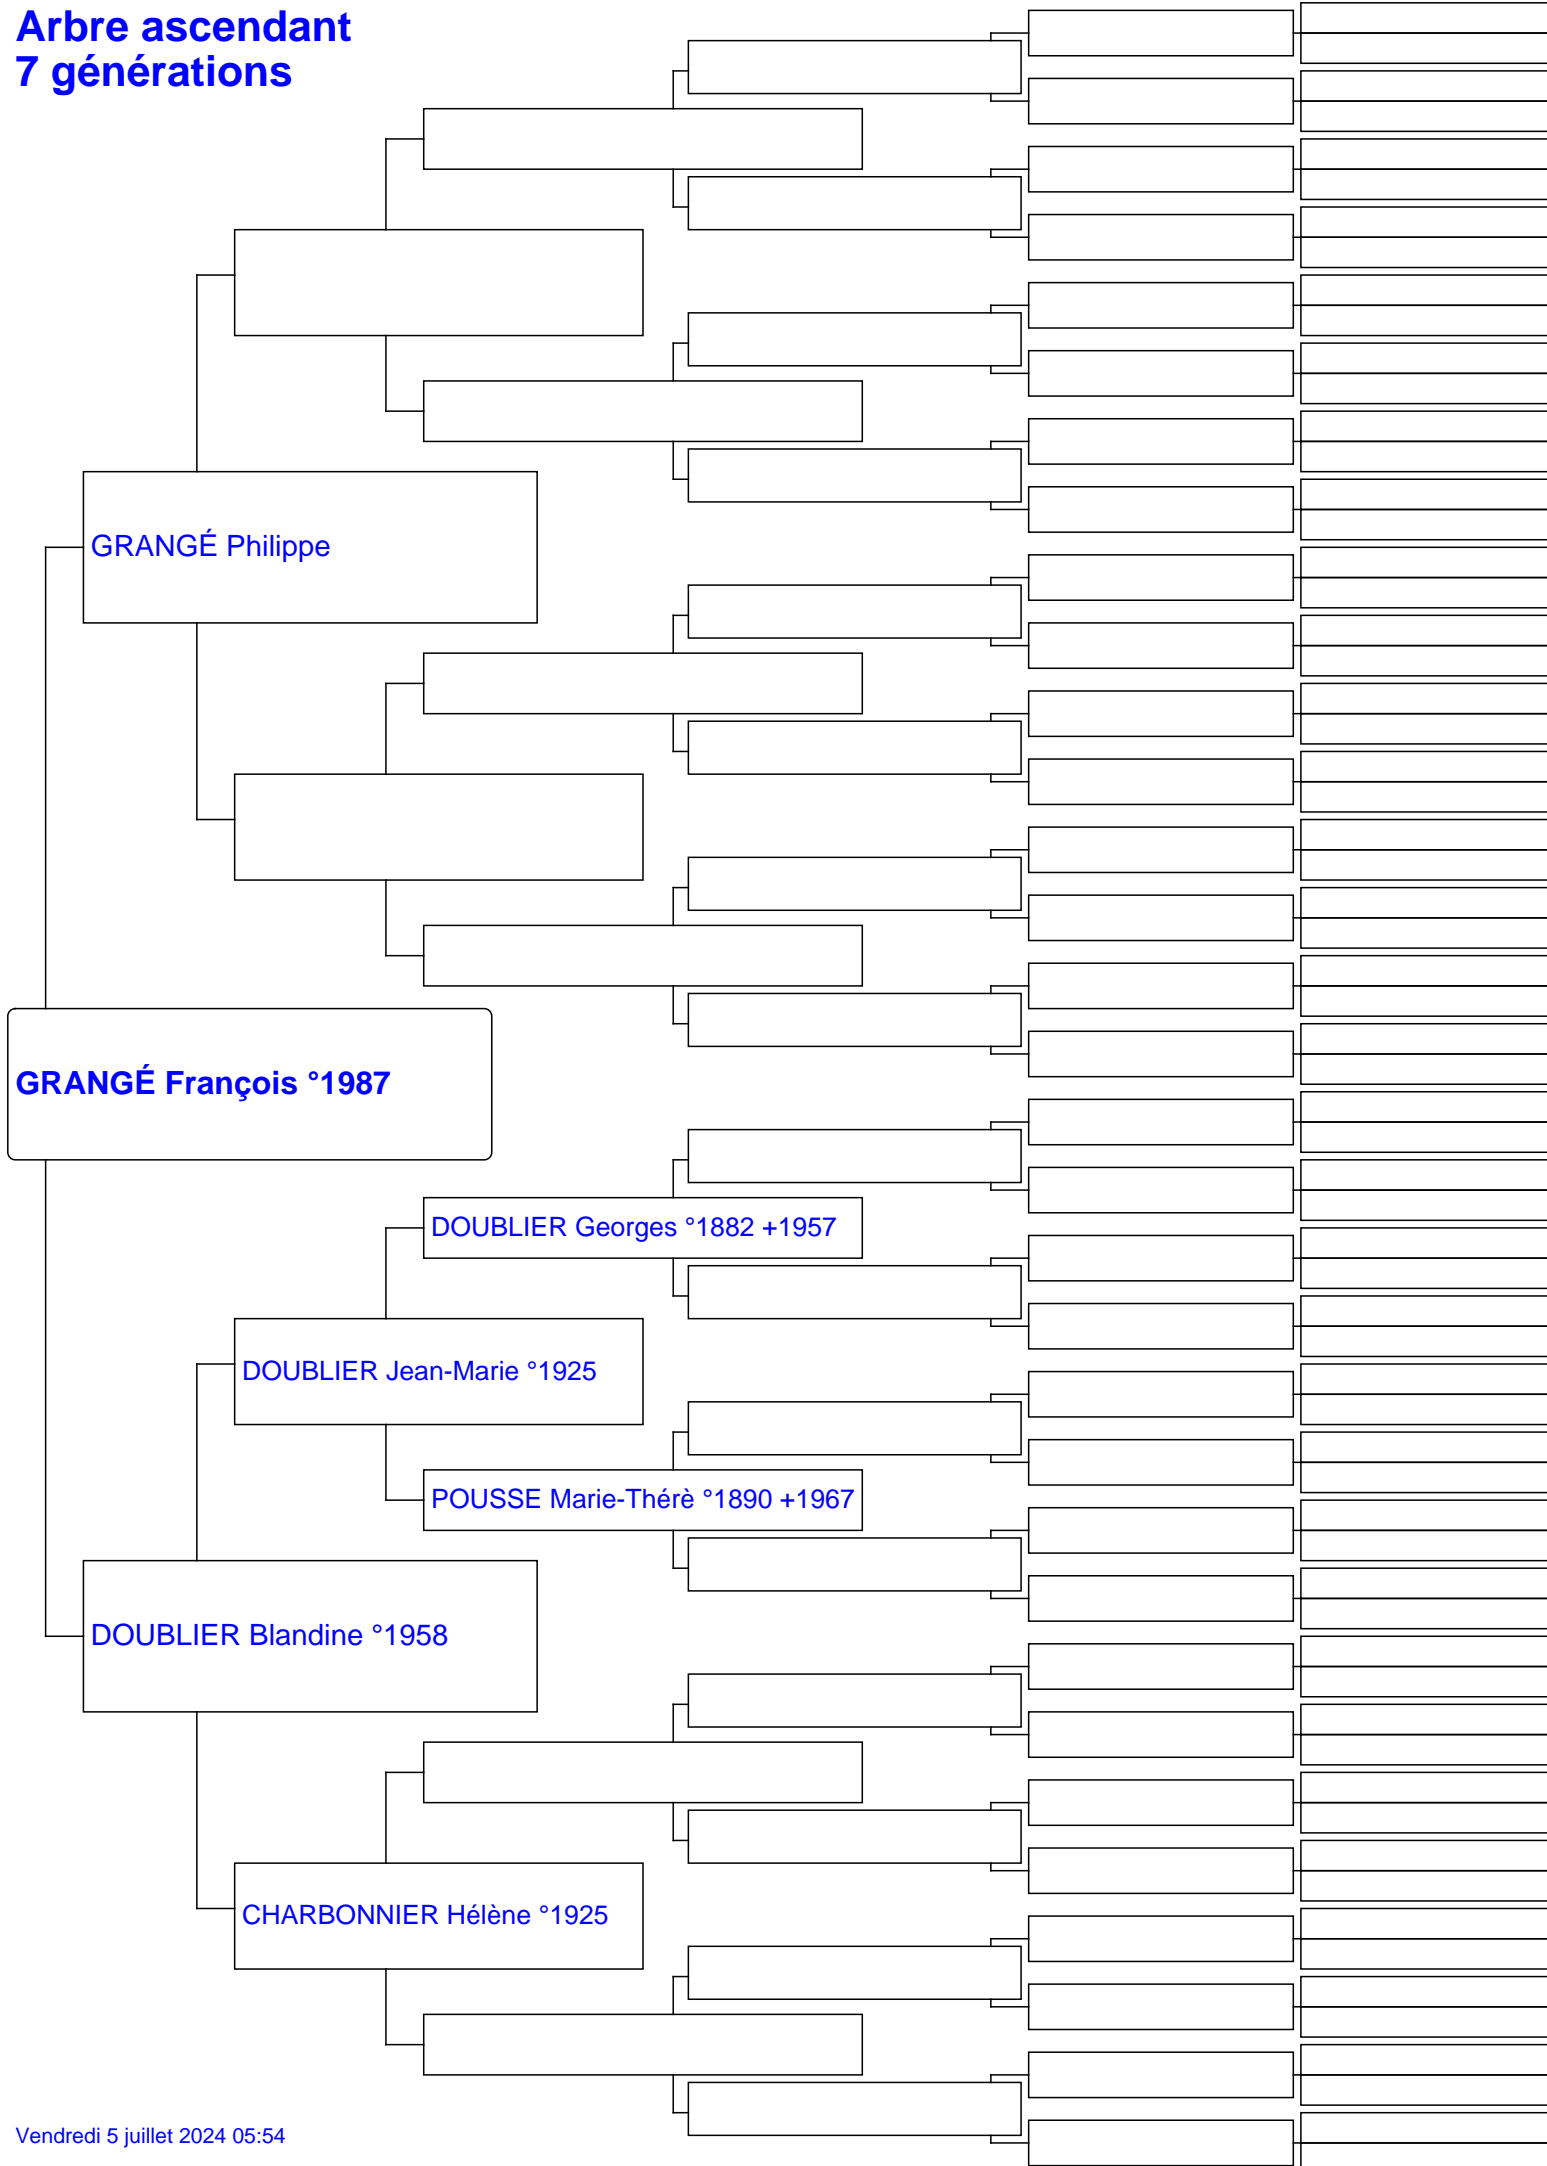 Arbre ascendant
7 générations
GRANGÉ Philippe
GRANGÉ François °1987
DOUBLIER Georges °1882 +1957
DOUBLIER Jean-Marie °1925
POUSSE Marie-Thérè °1890 +1967
DOUBLIER Blandine °1958
CHARBONNIER Hélène °1925
Vendredi 5 juillet 2024 05:54